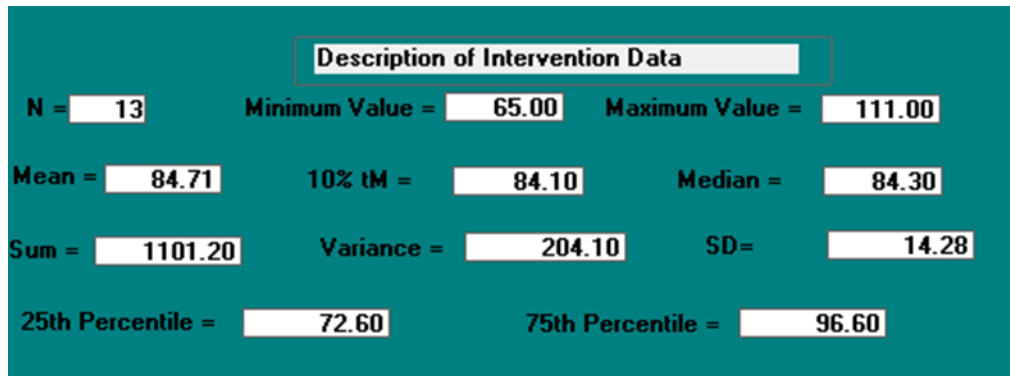 Description of Intervention Data
N = 13 Minimum Value = 65.00 Maximum Value = 111.00
Mean = 84.71 10% tM = 84.10 Median = 84.30
Sum = 1101.20 Variance = 204.10 SD= 14.28
25th Percentile = 72.60 75th Percentile = 96.60